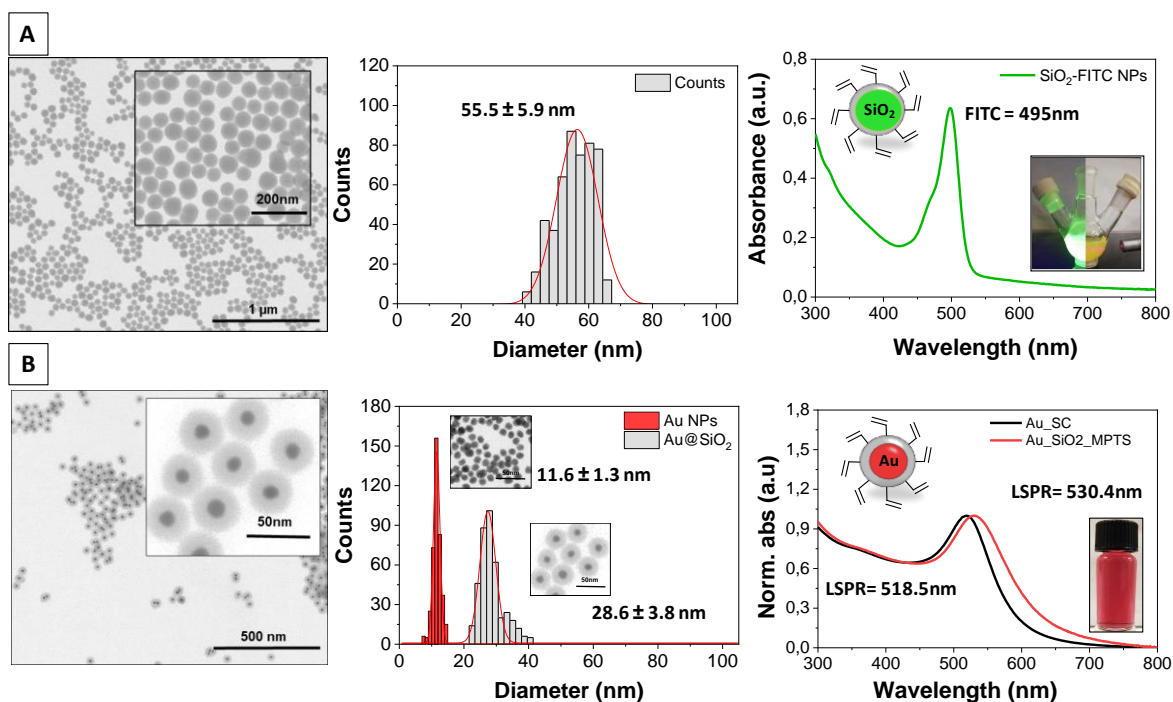 A
200nm
1 µm
120
100
80
60
40
20
0
Counts
0 20 40 60 80 100
Diameter (nm)
Counts
55.5 ± 5.9 nm
0,8
0,6
0,4
0,2
0,0
Absorbance (a.u.)
300 400 500 600 700 800
Wavelength (nm)
SiO2-FITC NPs
SiO2
FITC = 495nm
B
50nm
500 nm
180
150
120
90
60
30
0
Counts
0 20 40 60 80 100
Diameter (nm)
Au NPs
Au@SiO2
50nm
11.6 ± 1.3 nm
50nm
28.6 ± 3.8 nm
1,8
1,5
1,2
0,9
0,6
0,3
0,0
Norm. abs (a.u)
300 400 500 600 700 800
Wavelength (nm)
Au_SC
Au_SiO2_MPTS
Au
LSPR= 530.4nm
LSPR= 518.5nm